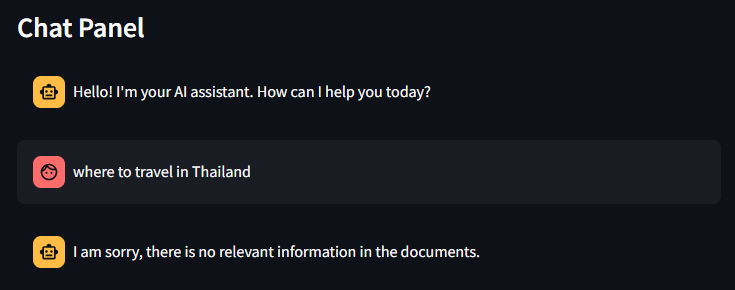 Chat Panel
Hello! I'm your AI assistant. How can I help you today?
where to travel in Thailand
I am sorry, there is no relevant information in the documents.